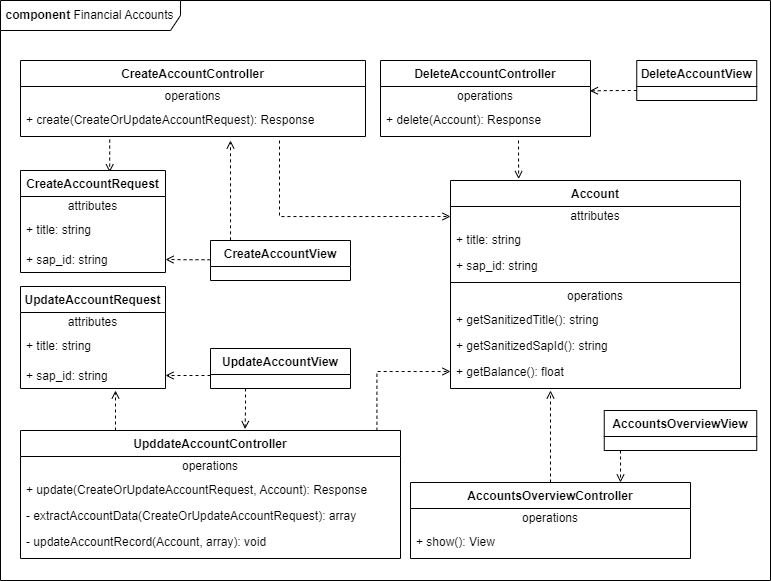 component Financial Accounts
CreateAccountController
operations
+ create(CreateOrUpdateAccountRequest): Response
DeleteAccountController
operations
+ delete(Account): Response
DeleteAccountView
CreateAccountRequest
attributes
+ title: string
+ sap_id: string
CreateAccountView
Account
attributes
+ title: string
+ sap_id: string
operations
+ getSanitizedTitle(): string
+ getSanitizedSapId(): string
+ getBalance(): float
UpdateAccountRequest
attributes
+ title: string
+ sap_id: string
UpdateAccountView
UpddateAccountController
operations
+ update(CreateOrUpdateAccountRequest, Account): Response
- extractAccountData(CreateOrUpdateAccountRequest): array
- updateAccountRecord(Account, array): void
AccountsOverviewView
AccountsOverviewController
operations
+ show(): View